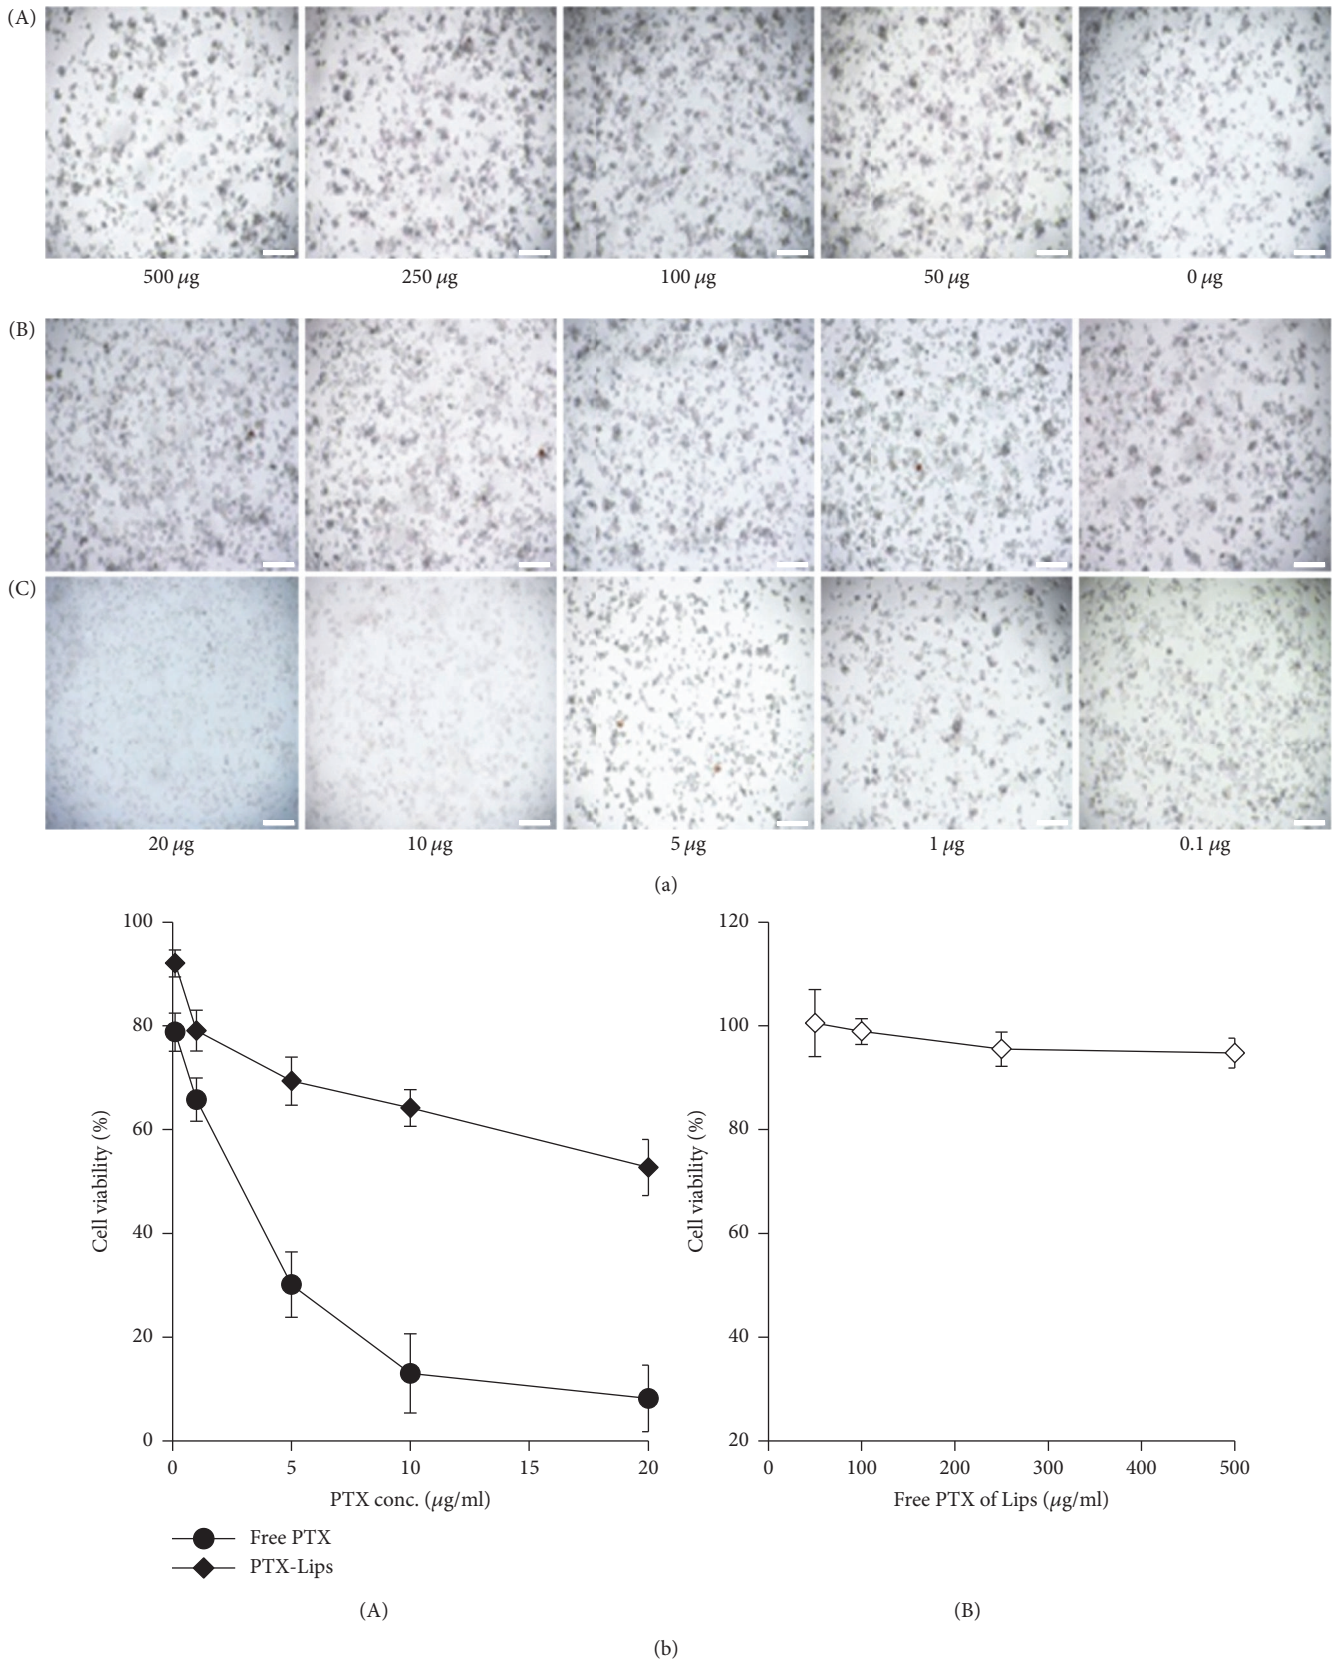 (A)
500 μg 250 μg 100 μg 50 μg 0 μg
(B)
(C)
20 μg 10 μg 5 μg 1 μg 0.1 μg
(a)
100
80
60
40
20
0
Cell viability (%)
0 5 10 15 20
PTX conc. (μg/ml)
Free PTX
PTX-Lips
(A)
120
100
80
60
40
20
Cell viability (%)
0 100 200 300 400 500
Free PTX of Lips (μg/ml)
(B)
(b)